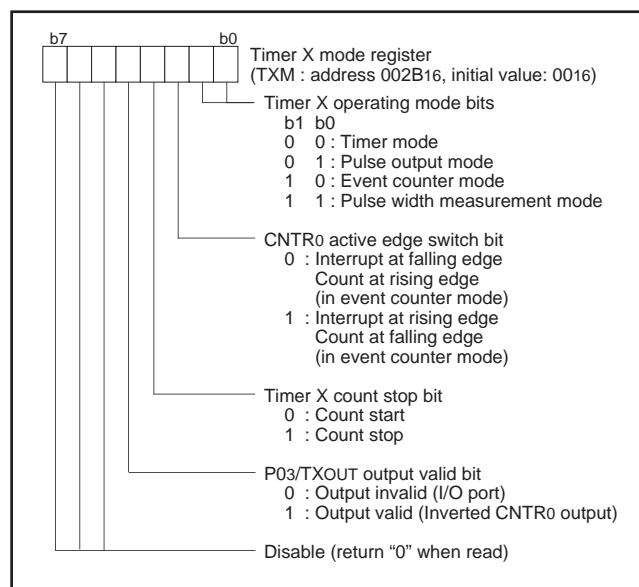 b7 b0
Timer X mode register
(TXM : address 002B16, initial value: 0016)
Timer X operating mode bits
b1 b0
0 0 : Timer mode
0 1 : Pulse output mode
1 0 : Event counter mode
1 1 : Pulse width measurement mode
CNTR0 active edge switch bit
0 : Interrupt at falling edge
Count at rising edge
(in event counter mode)
1 : Interrupt at rising edge
Count at falling edge
(in event counter mode)
Timer X count stop bit
0 : Count start
1 : Count stop
P03/TXOUT output valid bit
0 : Output invalid (I/O port)
1 : Output valid (Inverted CNTR0 output)
Disable (return “0” when read)